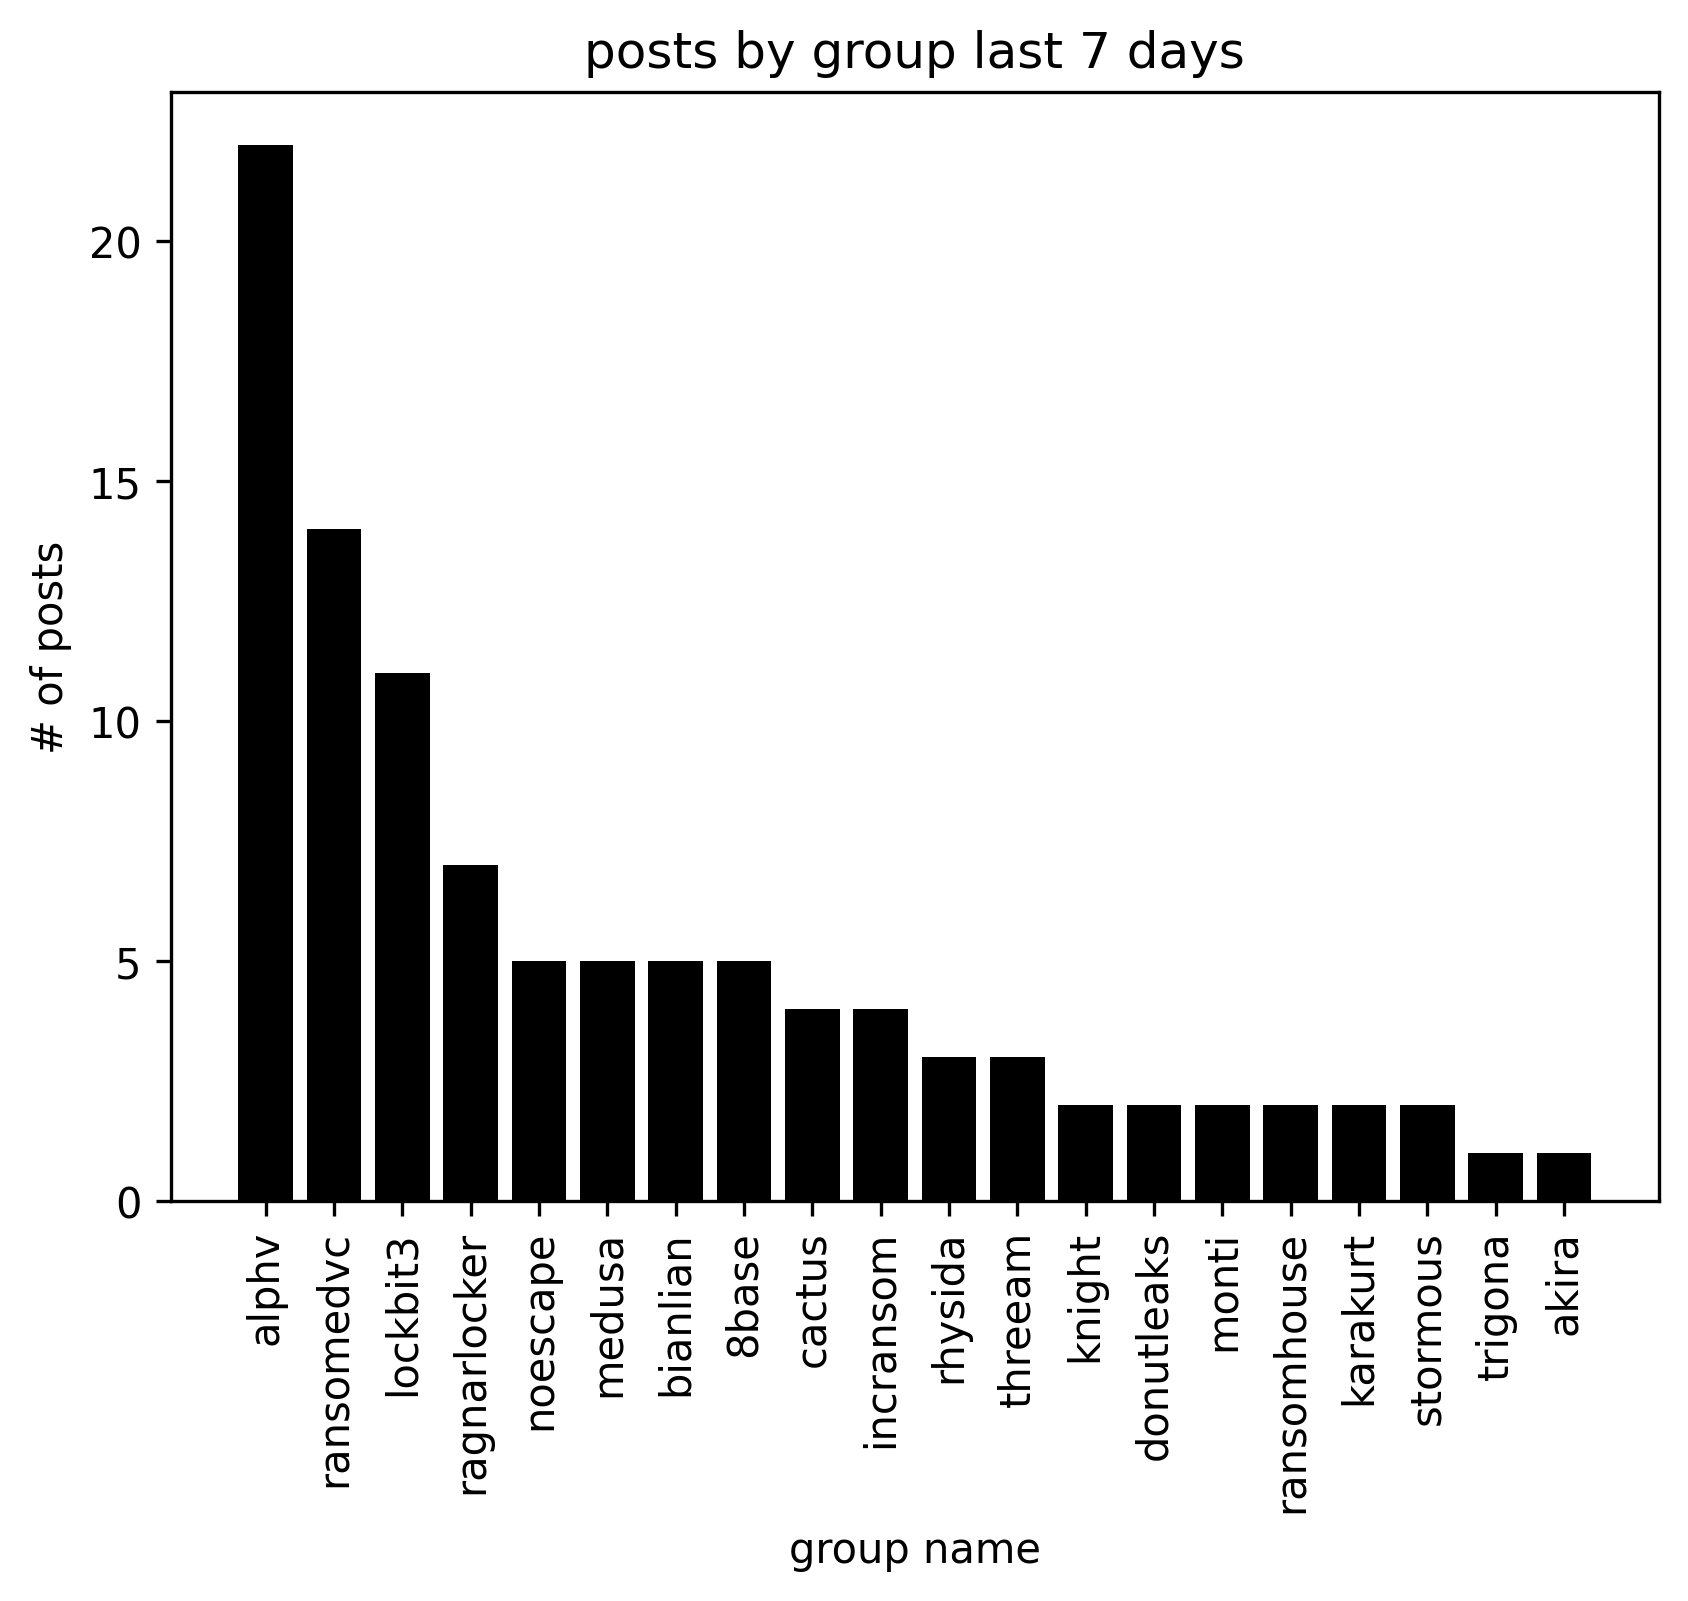 posts by group last 7 days
# of posts
20
15
10
5
0
alphv
ransomedvc
lockbit3
ragnarlocker
noescape
medusa
bianlian
8base
cactus
incransom
rhysida
threeam
knight
donutleaks
monti
ransomhouse
karakurt
stormous
trigona
akira
group name